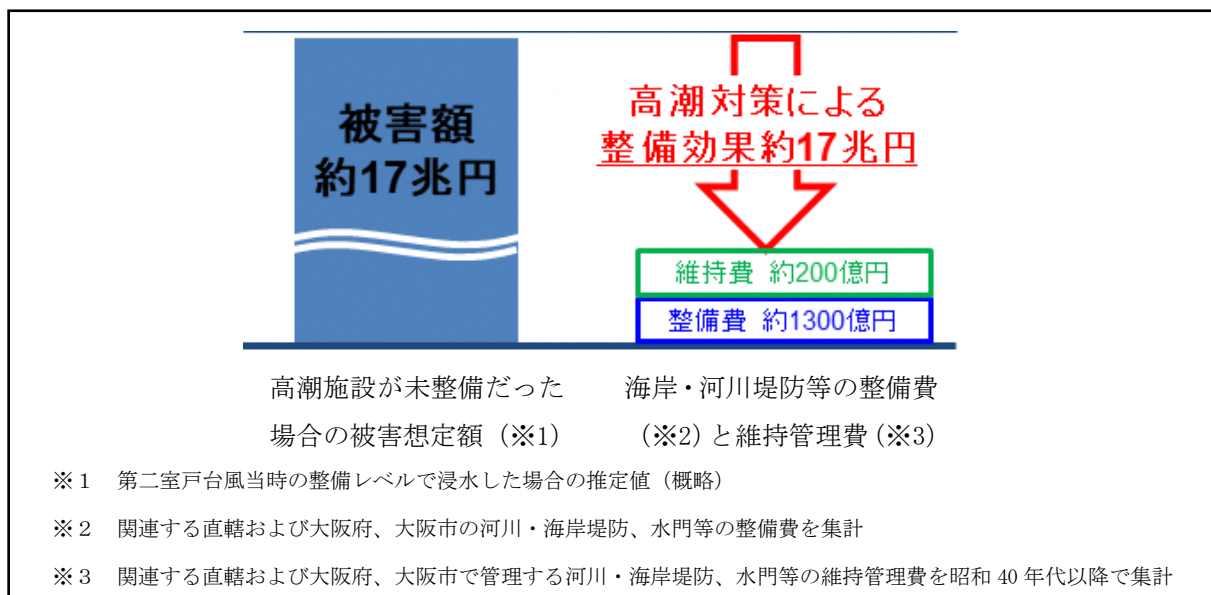 被害額
約17兆円
高潮対策による
整備効果約17兆円
維持費 約200億円
整備費 約1300億円
高潮施設が未整備だった
場合の被害想定額（※1）
海岸・河川堤防等の整備費
（※2）と維持管理費（※3）
※１　第二室戸台風当時の整備レベルで浸水した場合の推定値（概略）
※２　関連する直轄および大阪府、大阪市の河川・海岸堤防、水門等の整備費を集計
※３　関連する直轄および大阪府、大阪市で管理する河川・海岸堤防、水門等の維持管理費を昭和 40 年代以降で集計